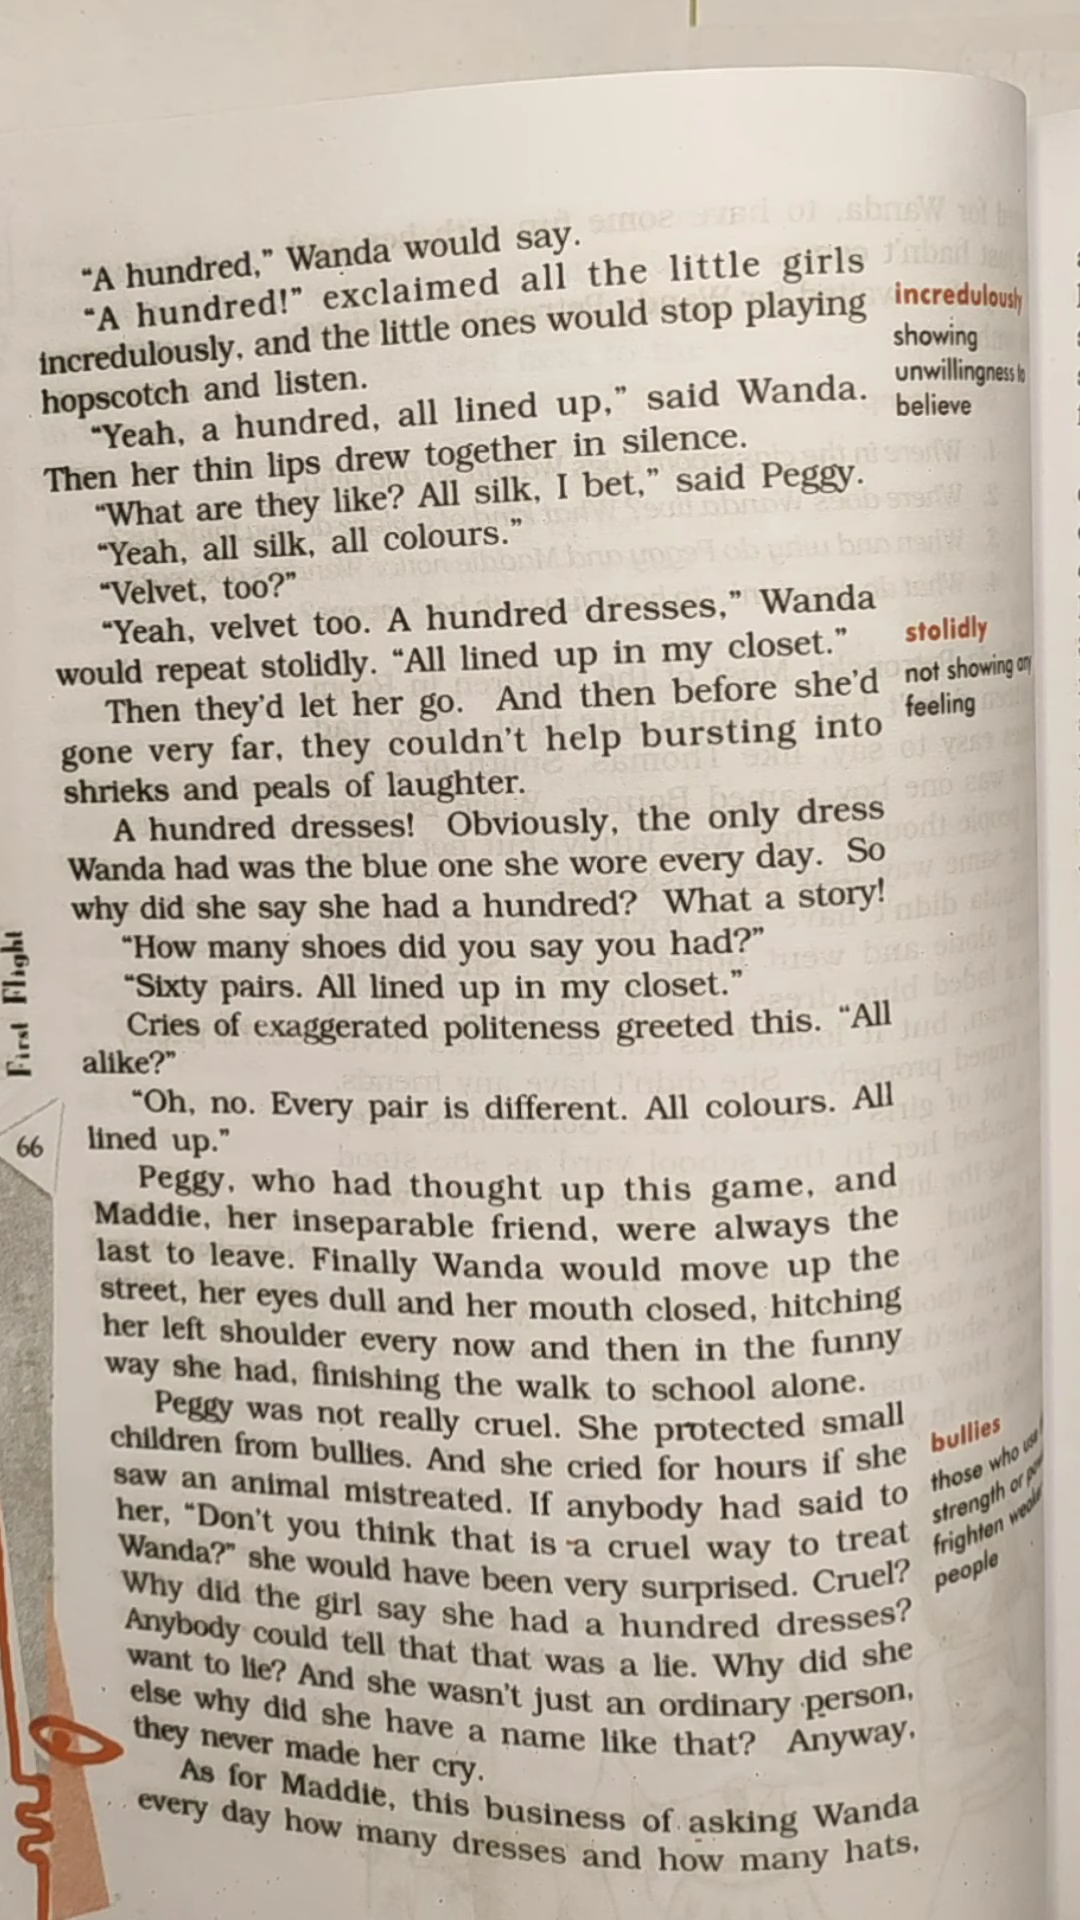 “A hundred,” Wanda would say.
“A hundred!” exclaimed all the little girls
incredulously, and the little ones would stop playing
hopscotch and listen.
“Yeah, a hundred, all lined up,” said Wanda.
Then her thin lips drew together in silence.
“What are they like? All silk, I bet,” said Peggy.
“Yeah, all silk, all colours.”
“Velvet, too?”
“Yeah, velvet too. A hundred dresses,” Wanda
would repeat stolidly. “All lined up in my closet.”
Then they’d let her go. And then before she’d
gone very far, they couldn’t help bursting into
shrieks and peals of laughter.
A hundred dresses! Obviously, the only dress
Wanda had was the blue one she wore every day. So
why did she say she had a hundred? What a story!
“How many shoes did you say you had?”
“Sixty pairs. All lined up in my closet.”
Cries of exaggerated politeness greeted this. “All
alike?”
“Oh, no. Every pair is different. All colours. All
lined up.”
Peggy, who had thought up this game, and
Maddie, her inseparable friend, were always the
last to leave. Finally Wanda would move up the
street, her eyes dull and her mouth closed, hitching
her left shoulder every now and then in the funny
way she had, finishing the walk to school alone.
Peggy was not really cruel. She protected small
children from bullies. And she cried for hours if she
saw an animal mistreated. If anybody had said to
her, “Don’t you think that is a cruel way to treat
Wanda?” she would have been very surprised. Cruel?
Why did the girl say she had a hundred dresses?
Anybody could tell that that was a lie. Why did she
want to lie? And she wasn’t just an ordinary person,
else why did she have a name like that? Anyway,
they never made her cry.
As for Maddie, this business of asking Wanda
every day how many dresses and how many hats,
incredulously
showing
unwillingness to
believe
stolidly
not showing any
feeling
bullies
those who use
strength or
frighten
people
First Flight
66